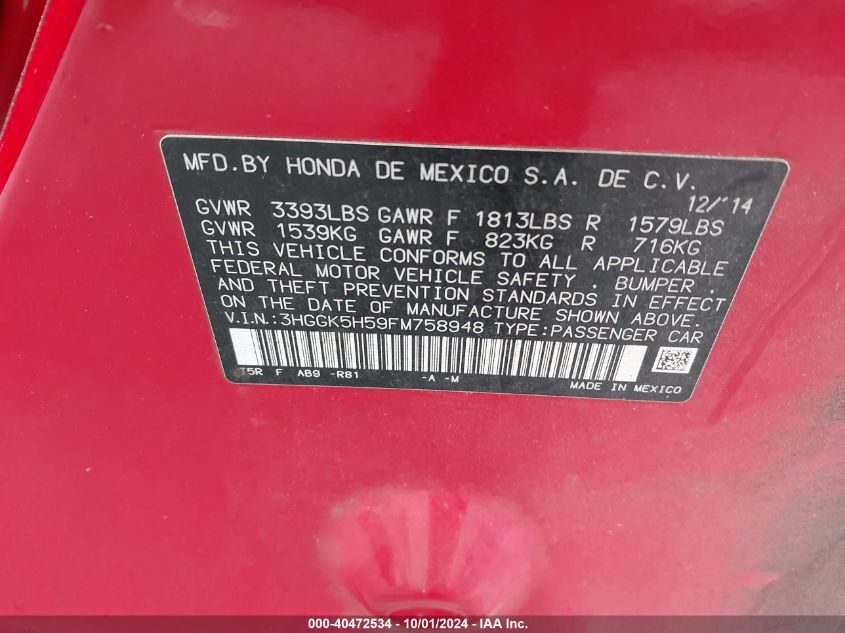 MFD.BY HONDA DE MEXICO S.A. DE C.V.
12/'14
GVWR 3393LBS GAWR F 1813LBS R 1579LBS
GVWR 1539KG GAWR F 823KG R 716KG
THIS VEHICLE CONFORMS TO ALL APPLICABLE
FEDERAL MOTOR VEHICLE SAFETY . BUMPER .
AND THEFT PREVENTION STANDARDS IN EFFECT
ON THE DATE OF MANUFACTURE SHOWN ABOVE.
V.I.N.:3HGGK5H59FM758948 TYPE:PASSENGER CAR
T5R F AB9 -R81 -A -M
MADE IN MEXICO
000-40472534 - 10/01/2024 - IAA Inc.